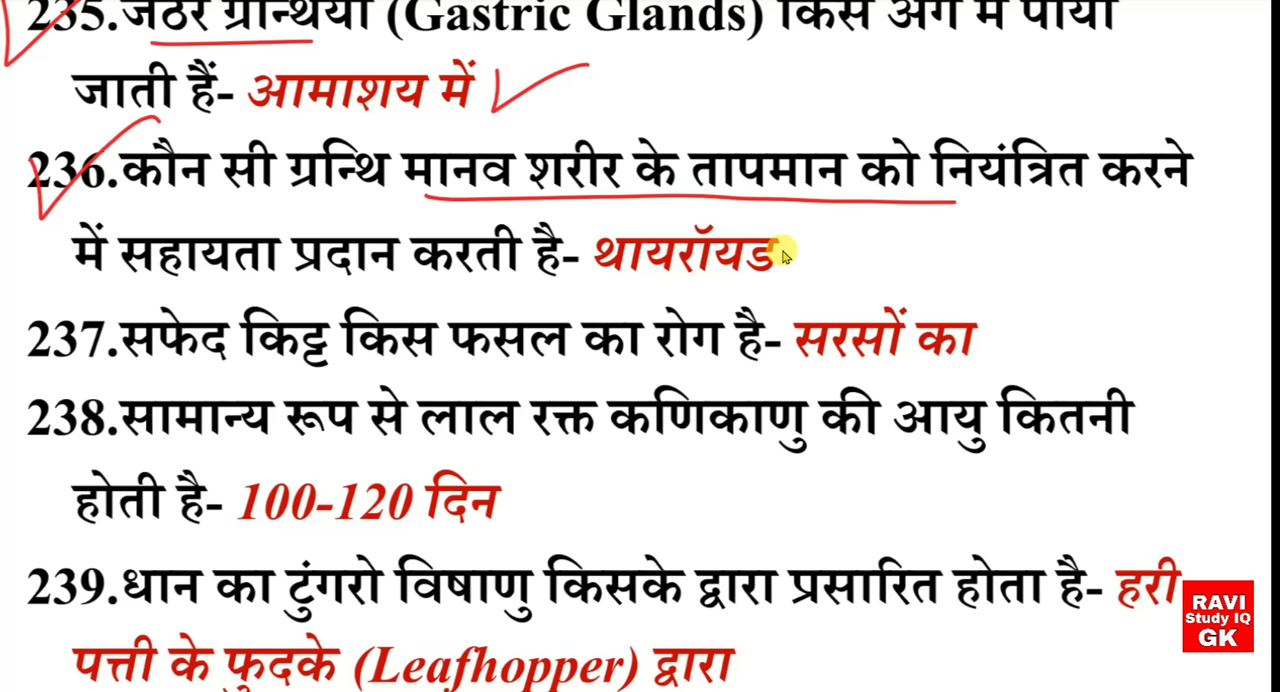 235.जठर ग्रन्थियाँ (Gastric Glands) किस अंग में पायी
जाती हैं- आमाशय में
236.कौन सी ग्रन्थि मानव शरीर के तापमान को नियंत्रित करने
में सहायता प्रदान करती है- थायरॉयड
237.सफेद किट्ट किस फसल का रोग है- सरसों का
238.सामान्य रूप से लाल रक्त कणिकाणु की आयु कितनी
होती है- 100-120 दिन
239.धान का टुंगरो विषाणु किसके द्वारा प्रसारित होता है- हरी
पत्ती के फुदके (Leafhopper) द्वारा
RAVI
Study IQ
GK